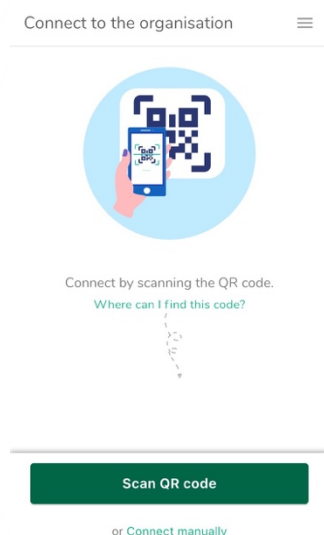 Connect to the organisation
Connect by scanning the QR code.
Where can I find this code?
Scan QR code
or Connect manually